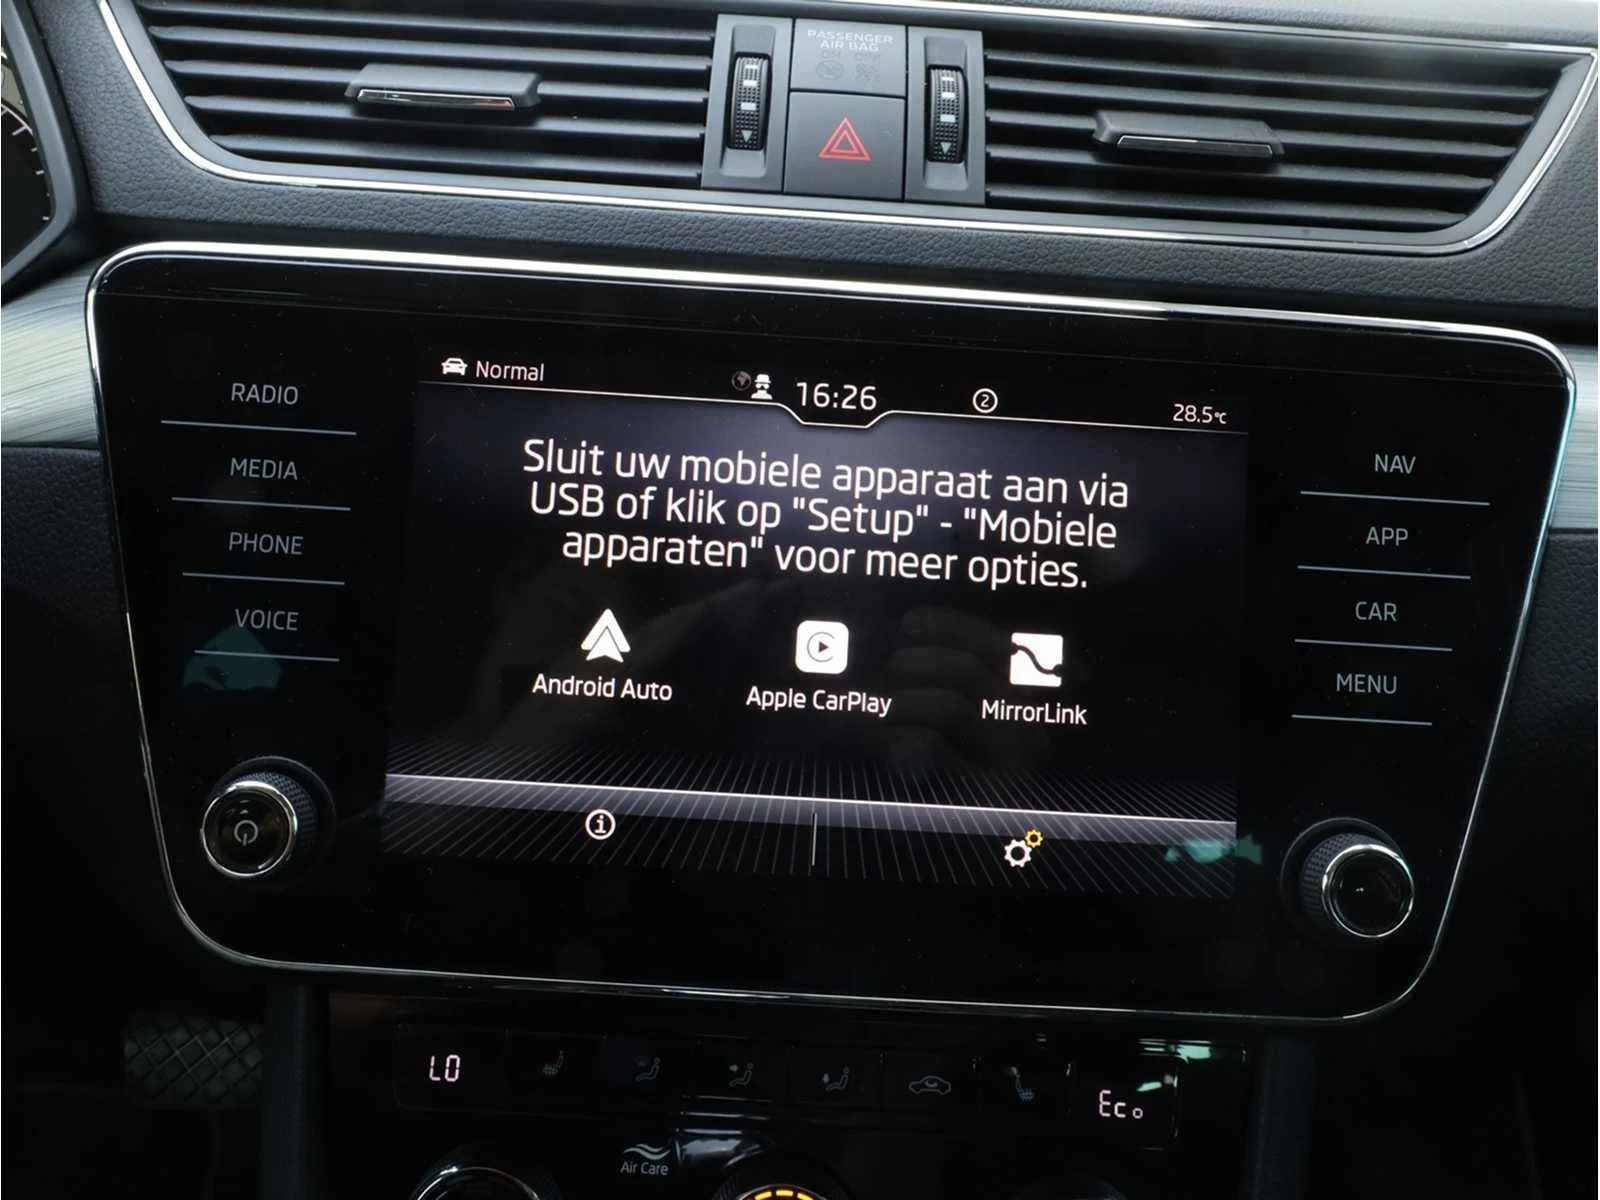 PASSENGER
AIR BAG
Normal
16:26
2
28.5°C
RADIO
MEDIA
PHONE
VOICE
Sluit uw mobiele apparaat aan via
USB of klik op "Setup" - "Mobiele
apparaten" voor meer opties.
Android Auto
Apple CarPlay
MirrorLink
NAV
APP
CAR
MENU
LO
Eco
Air Care